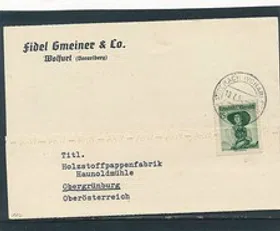 Fidel Gmeiner & Co.
Wolfurt (Vorarlberg)
Titl.
Holzstoffpappenfabrik
Haunoldmühle
Obergrünburg
Oberösterreich